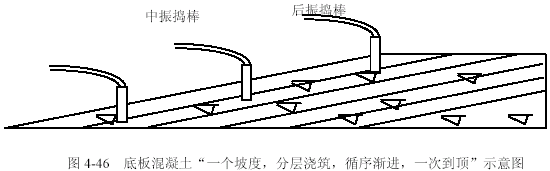 后振捣棒
中振捣棒
图 4-46 底板混凝土“一个坡度，分层浇筑，循序渐进，一次到顶”示意图